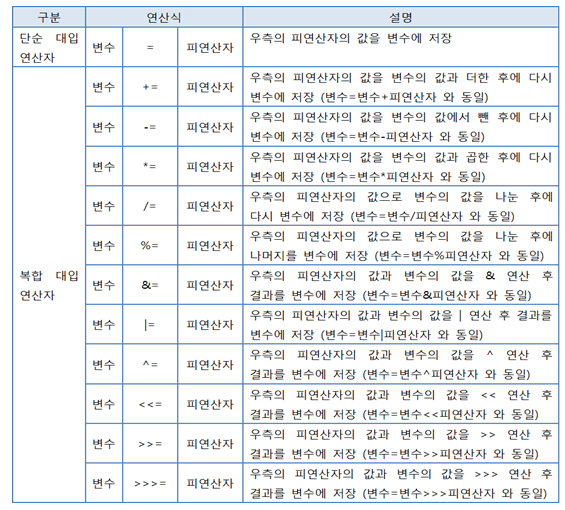 구분 연산식 설명
단순 대입
연산자
변수 = 피연산자
우측의 피연산자의 값을 변수에 저장
복합 대입
연산자
변수 += 피연산자
우측의 피연산자의 값을 변수의 값과 더한 후에 다시
변수에 저장 (변수=변수+피연산자 와 동일)
변수 -= 피연산자
우측의 피연산자의 값을 변수의 값에서 뺀 후에 다시
변수에 저장 (변수=변수-피연산자 와 동일)
변수 *= 피연산자
우측의 피연산자의 값을 변수의 값과 곱한 후에 다시
변수에 저장 (변수=변수*피연산자 와 동일)
변수 /= 피연산자
우측의 피연산자의 값으로 변수의 값을 나눈 후에
다시 변수에 저장 (변수=변수/피연산자 와 동일)
변수 %= 피연산자
우측의 피연산자의 값으로 변수의 값을 나눈 후에
나머지를 변수에 저장 (변수=변수%피연산자 와 동일)
변수 &= 피연산자
우측의 피연산자의 값과 변수의 값을 & 연산 후
결과를 변수에 저장 (변수=변수&피연산자 와 동일)
변수 |= 피연산자
우측의 피연산자의 값과 변수의 값을 | 연산 후 결과를
변수에 저장 (변수=변수|피연산자 와 동일)
변수 ^= 피연산자
우측의 피연산자의 값과 변수의 값을 ^ 연산 후
결과를 변수에 저장 (변수=변수^피연산자 와 동일)
변수 <<= 피연산자
우측의 피연산자의 값과 변수의 값을 << 연산 후
결과를 변수에 저장 (변수=변수<<피연산자 와 동일)
변수 >>= 피연산자
우측의 피연산자의 값과 변수의 값을 >> 연산 후
결과를 변수에 저장 (변수=변수>>피연산자 와 동일)
변수 >>>= 피연산자
우측의 피연산자의 값과 변수의 값을 >>> 연산 후
결과를 변수에 저장 (변수=변수>>>피연산자 와 동일)